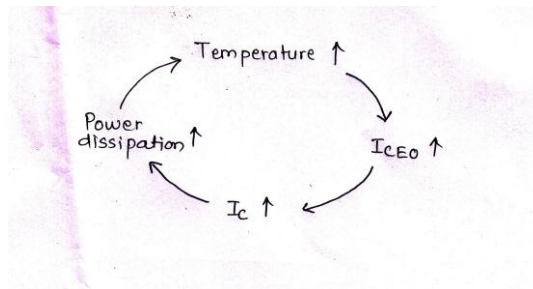 Temperature ↑
Power
dissipation ↑
ICEO ↑
IC ↑